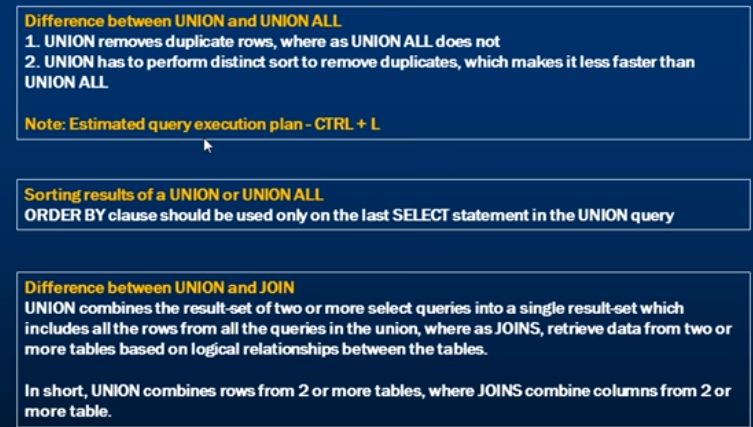 Difference between UNION and UNION ALL
1. UNION removes duplicate rows, where as UNION ALL does not
2. UNION has to perform distinct sort to remove duplicates, which makes it less faster than
UNION ALL
Note: Estimated query execution plan - CTRL + L
Sorting results of a UNION or UNION ALL
ORDER BY clause should be used only on the last SELECT statement in the UNION query
Difference between UNION and JOIN
UNION combines the result-set of two or more select queries into a single result-set which
includes all the rows from all the queries in the union, where as JOINS, retrieve data from two or
more tables based on logical relationships between the tables.
In short, UNION combines rows from 2 or more tables, where JOINS combine columns from 2 or
more table.